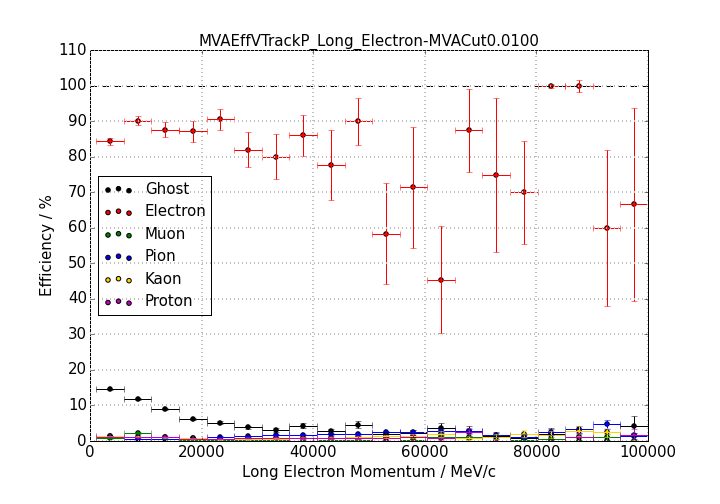 MVAEffVTrackP_Long_Electron-MVACut0.0100
110
100
90
80
70
60
50
40
30
20
10
0
Efficiency / %
Ghost
Electron
Muon
Pion
Kaon
Proton
0 20000 40000 60000 80000 100000
Long Electron Momentum / MeV/c